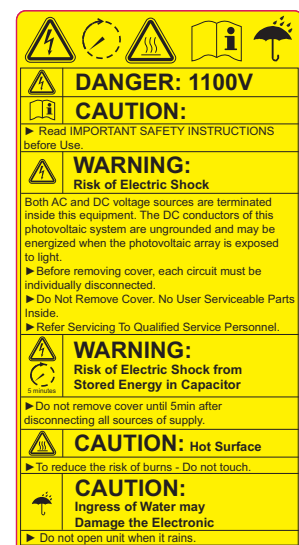 DANGER: 1100V
CAUTION:
► Read IMPORTANT SAFETY INSTRUCTIONS
before Use.
WARNING:
Risk of Electric Shock
Both AC and DC voltage sources are terminated
inside this equipment. The DC conductors of this
photovoltaic system are ungrounded and may be
energized when the photovoltaic array is exposed
to light.
►Before removing cover, each circuit must be
individually disconnected.
►Do Not Remove Cover. No User Serviceable Parts
Inside.
►Refer Servicing To Qualified Service Personnel.
WARNING:
Risk of Electric Shock from
Stored Energy in Capacitor
5 minutes
►Do not remove cover until 5min after
disconnecting all sources of supply.
CAUTION: Hot Surface
►To reduce the risk of burns - Do not touch.
CAUTION:
Ingress of Water may
Damage the Electronic
► Do not open unit when it rains.